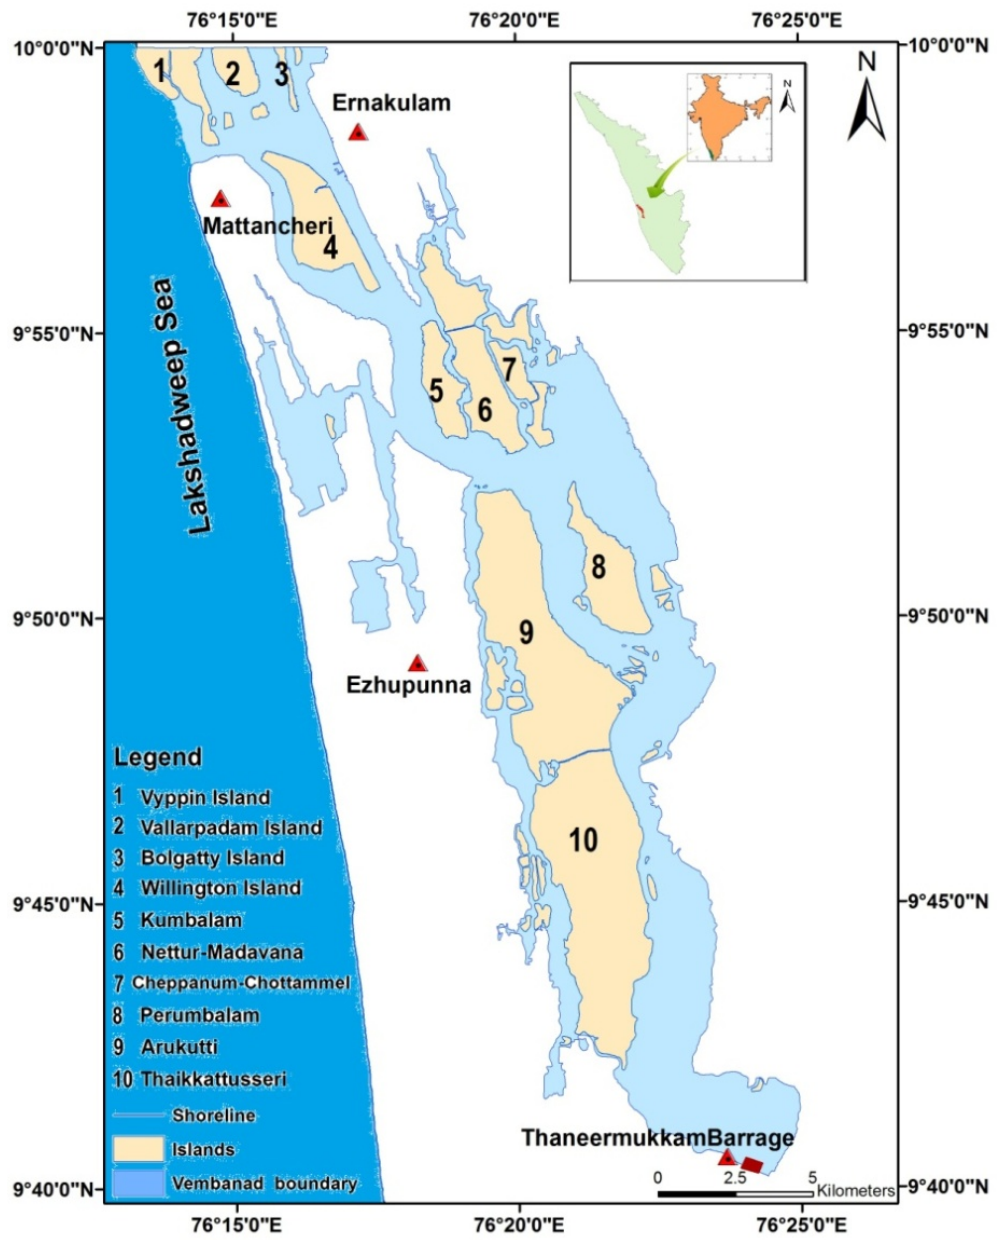 76°15'0"E 76°20'0"E 76°25'0"E
10°0'0"N 10°0'0"N
1 2 3
N
N
Ernakulam
Mattancheri
4
Lakshadweep Sea
9°55'0"N 9°55'0"N
5 6 7
8
9°50'0"N 9°50'0"N
9
Ezhupunna
10
9°45'0"N 9°45'0"N
Legend
1 Vyppin Island
2 Vallarpadam Island
3 Bolgatty Island
4 Willington Island
5 Kumbalam
6 Nettur-Madavana
7 Cheppanum-Chottammel
8 Perumbalam
9 Arukutti
10 Thaikkattusseri
Shoreline
Islands
Vembanad boundary
ThaneermukkamBarrage
0 2.5 5
Kilometers
9°40'0"N 9°40'0"N
76°15'0"E 76°20'0"E 76°25'0"E